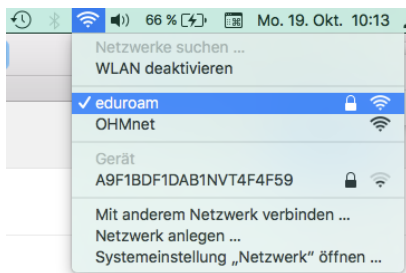 66 % Mo. 19. Okt. 10:13
Netzwerke suchen ...
WLAN deaktivieren
eduroam
OHMnet
Gerät
A9F1BDF1DAB1NVT4F4F59
Mit anderem Netzwerk verbinden ...
Netzwerk anlegen ...
Systemeinstellung „Netzwerk“ öffnen ...